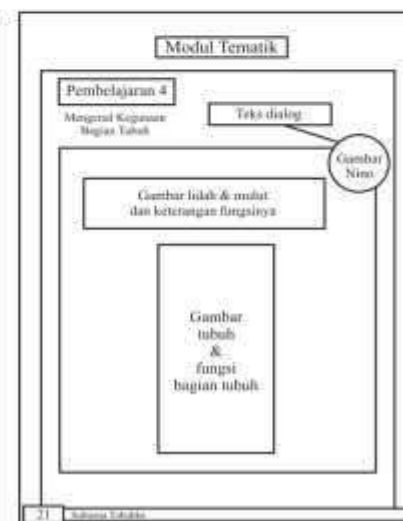 Modul Tematik
Pembelajaran 4
Mengenal Kegunaan
Bagian Tubuh
Teks dialog
Gambar
Nino
Gambar lidah & mulut
dan keterangan fungsinya
Gambar
tubuh
&
fungsi
bagian tubuh
21